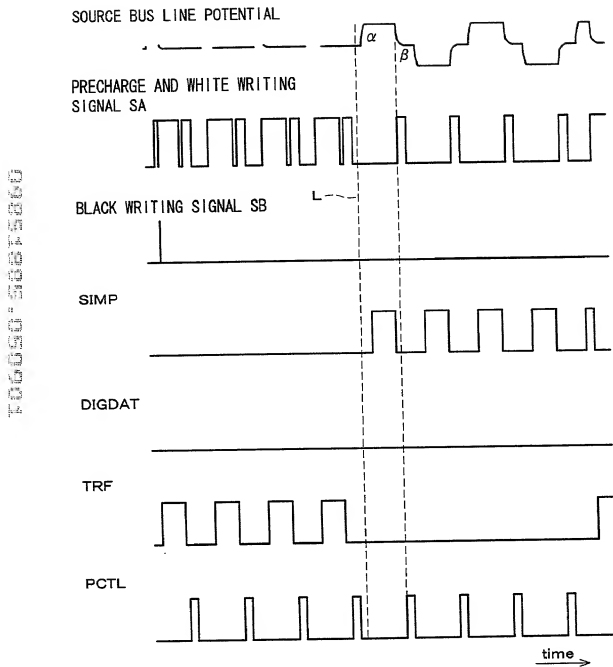 SOURCE BUS LINE POTENTIAL
α
β
PRECHARGE AND WHITE WRITING
SIGNAL SA
L
BLACK WRITING SIGNAL SB
SIMP
DIGDAT
TRF
PCTL
time